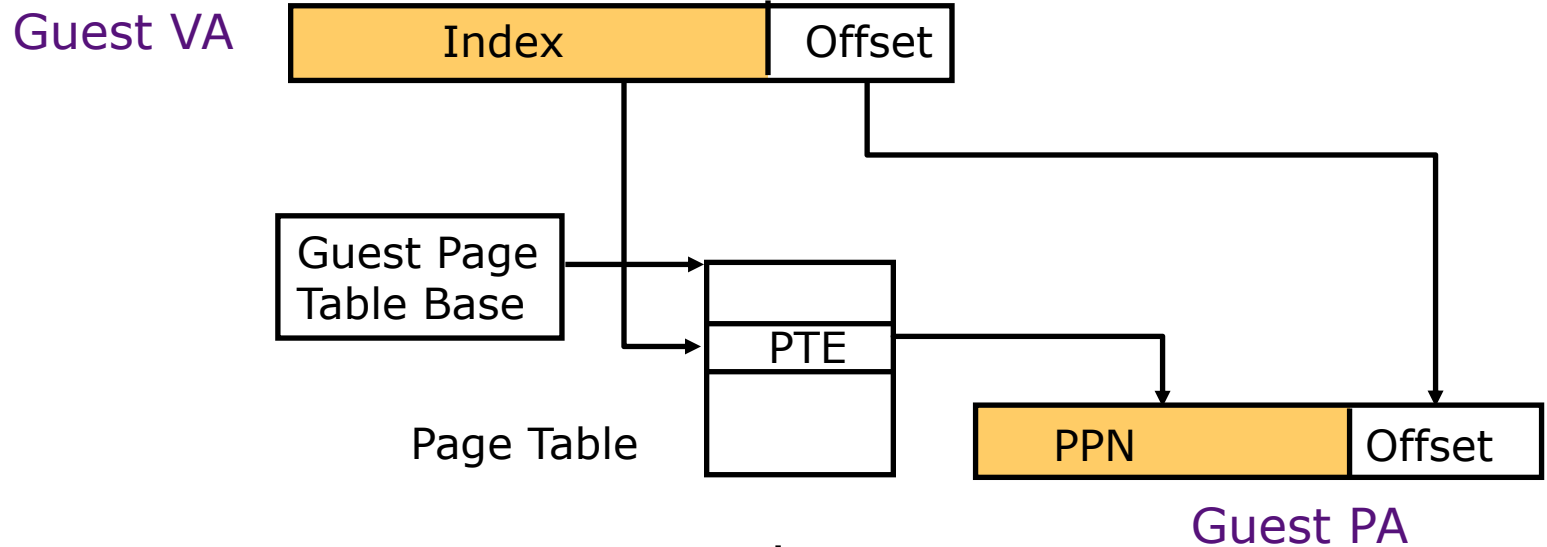 Guest VA
Index
Offset
Guest Page
Table Base
PTE
Page Table
PPN
Offset
Guest PA